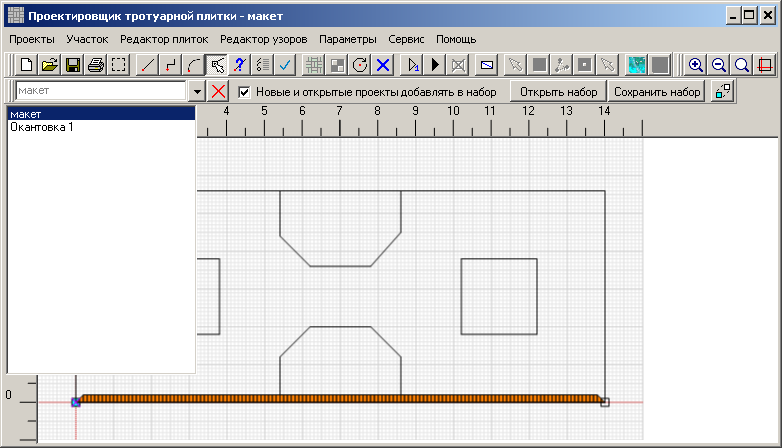 Проектировщик тротуарной плитки - макет
Проекты Участок Редактор плиток Редактор узоров Параметры Сервис Помощь
макет Новые и открытые проекты добавлять в набор Открыть набор Сохранить набор
макет
Окантовка 1
4 5 6 7 8 9 10 11 12 13 14
0